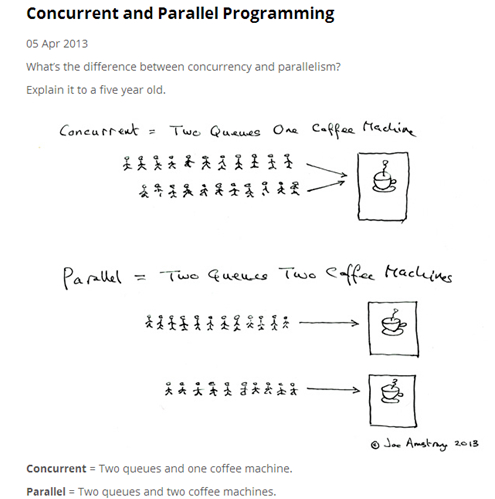 Concurrent and Parallel Programming
05 Apr 2013
What's the difference between concurrency and parallelism?
Explain it to a five year old.
Concurrent = Two Queues One Coffee Machine
Parallel = Two Queues Two Coffee Machines
© Joe Armstrong 2013
Concurrent = Two queues and one coffee machine.
Parallel = Two queues and two coffee machines.